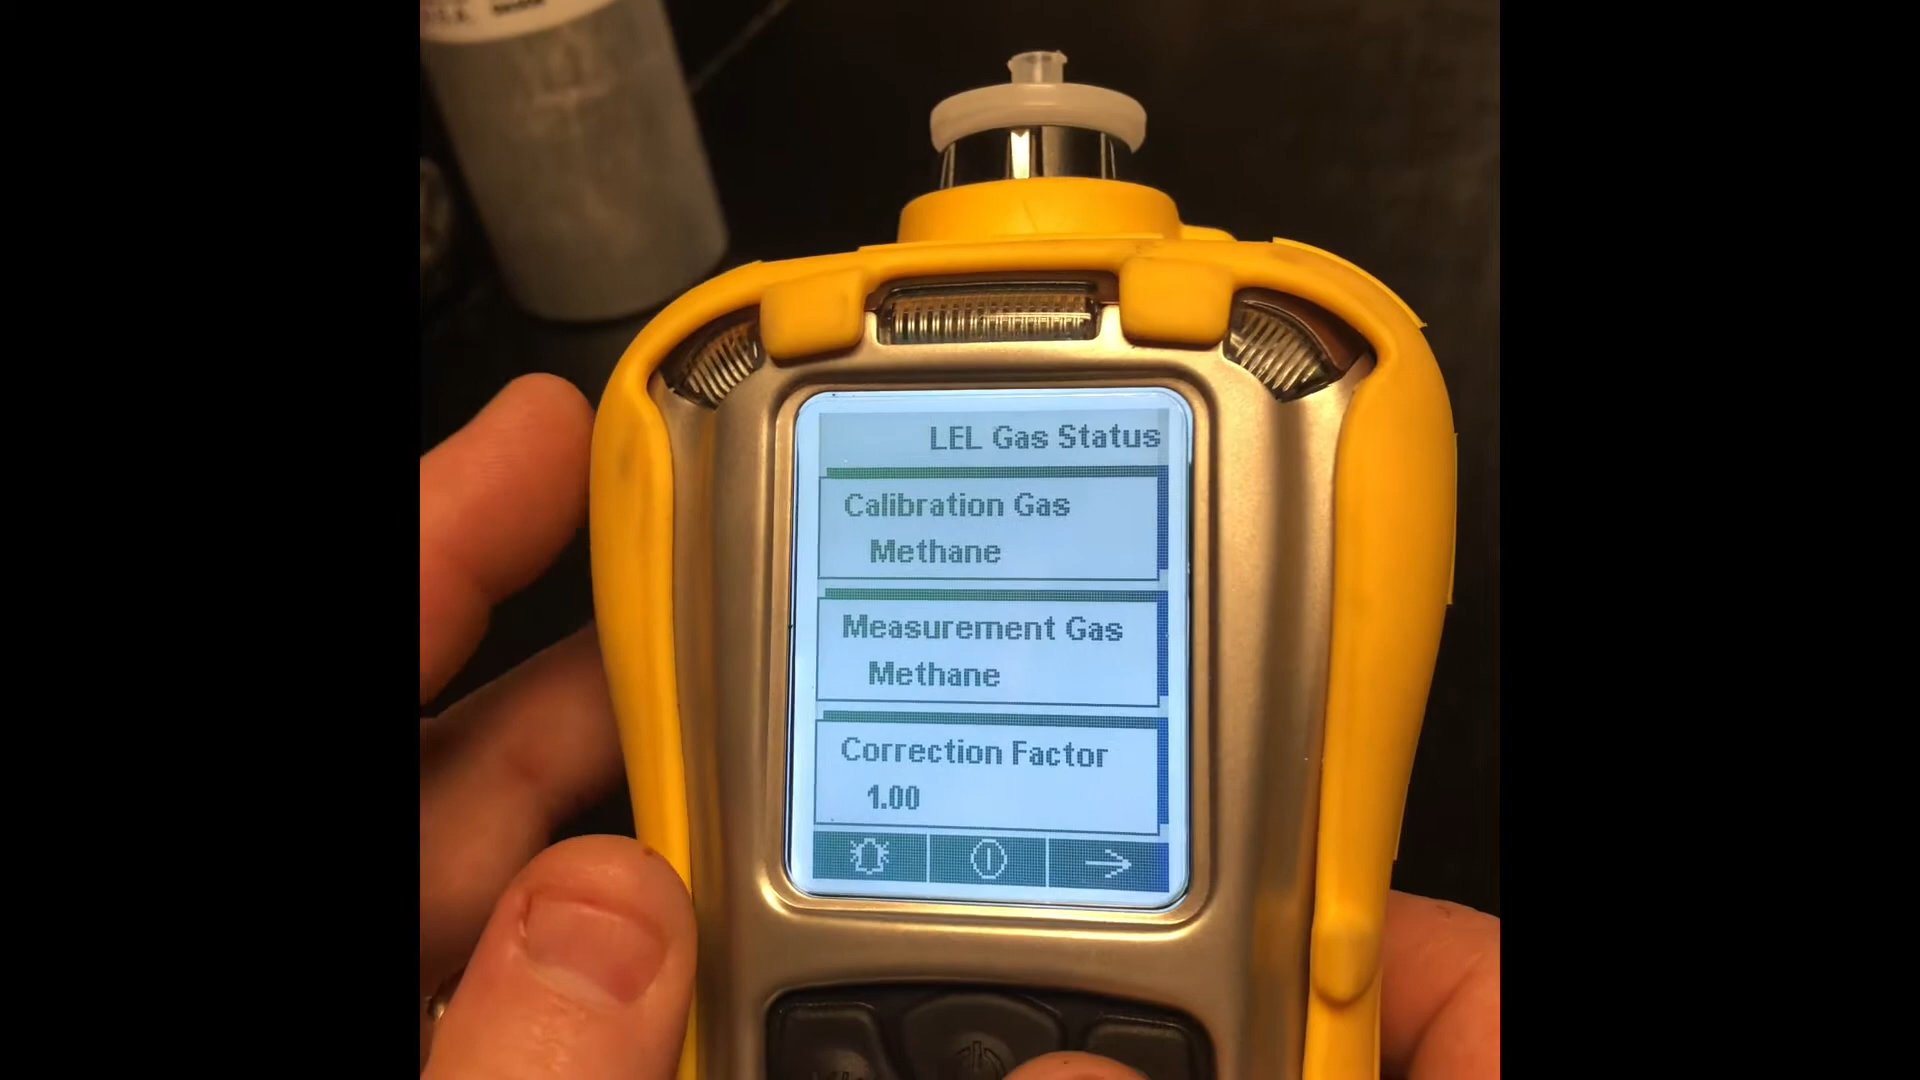 LEL Gas Status
Calibration Gas
Methane
Measurement Gas
Methane
Correction Factor
1.00